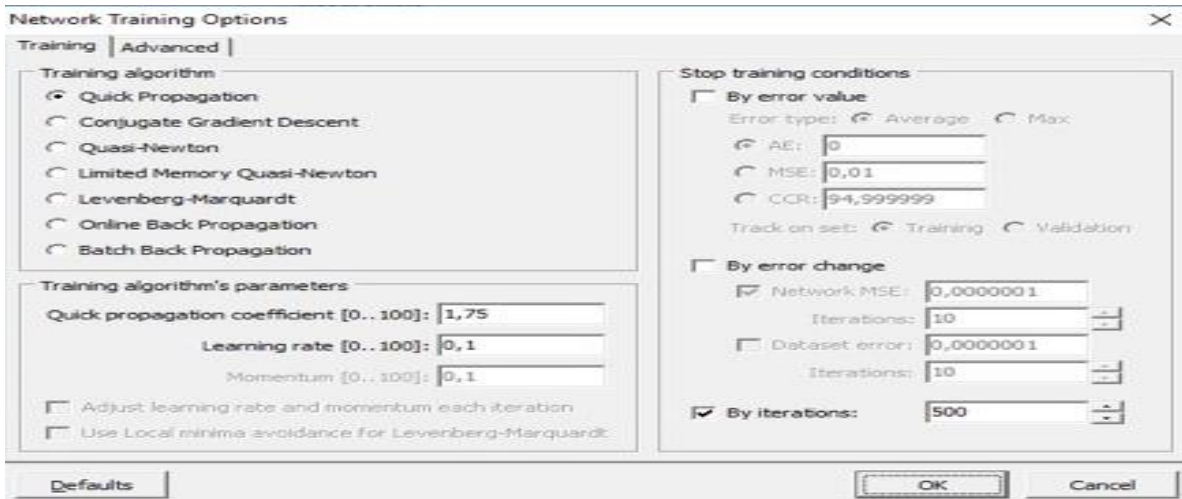 Network Training Options
Training
Advanced
Training algorithm
Quick Propagation
Conjugate Gradient Descent
Quasi-Newton
Limited Memory Quasi-Newton
Levenberg-Marquardt
Online Back Propagation
Batch Back Propagation
Training algorithm's parameters
Quick propagation coefficient [0..100]: 1,75
Learning rate [0..100]: 0,1
Momentum [0..100]: 0,1
Adjust learning rate and momentum each iteration
Use Local minima avoidance for Levenberg-Marquardt
Stop training conditions
By error value
Error type: Average Max
AE: 0
MSE: 0,01
CCR: 94,999999
Track on set: Training Validation
By error change
Network MSE: 0,0000001
Iterations: 10
Dataset error: 0,0000001
Iterations: 10
By iterations: 500
Defaults
OK
Cancel